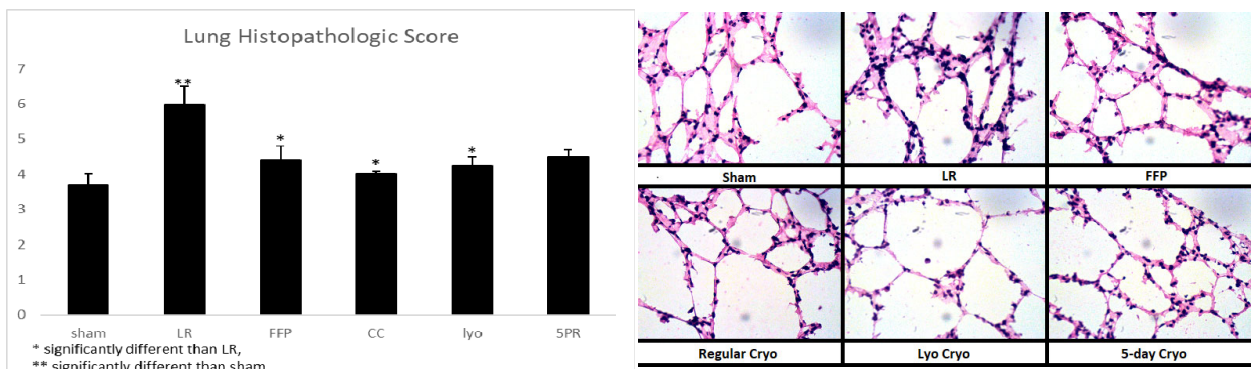 Lung Histopathologic Score
7
6
5
4
3
2
1
0
**
*
*
*
sham LR FFP CC lyo 5PR
* significantly different than LR,
** significantly different than sham
Sham LR FFP
Regular Cryo Lyo Cryo 5-day Cryo